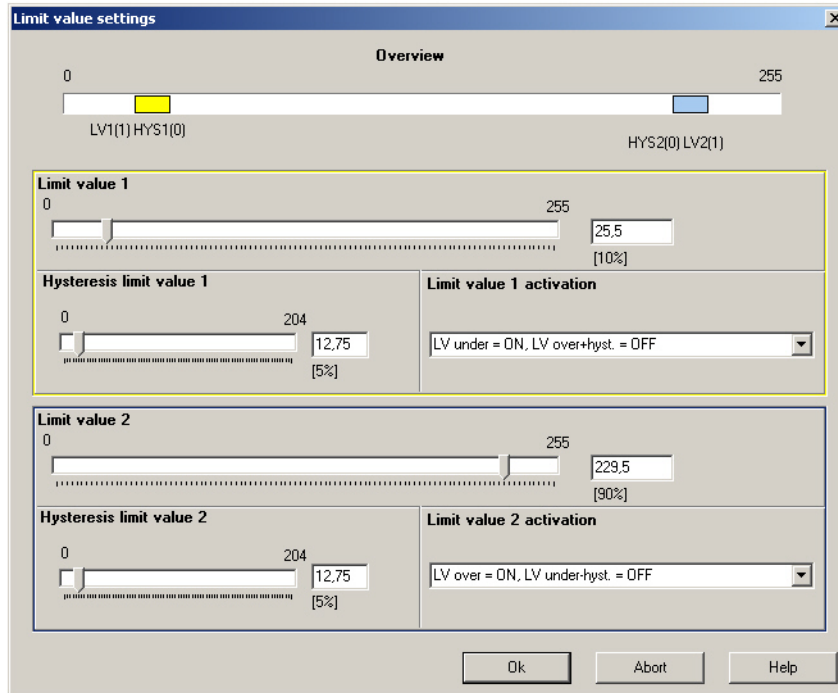 Limit value settings
Overview
0 255
LV1(1) HYS1(0)
HYS2(0) LV2(1)
Limit value 1
0 255
25,5
[10%]
Hysteresis limit value 1
0 204
12,75
[5%]
Limit value 1 activation
LV under = ON, LV over+hyst. = OFF
Limit value 2
0 255
229,5
[90%]
Hysteresis limit value 2
0 204
12,75
[5%]
Limit value 2 activation
LV over = ON, LV under-hyst. = OFF
Ok Abort Help